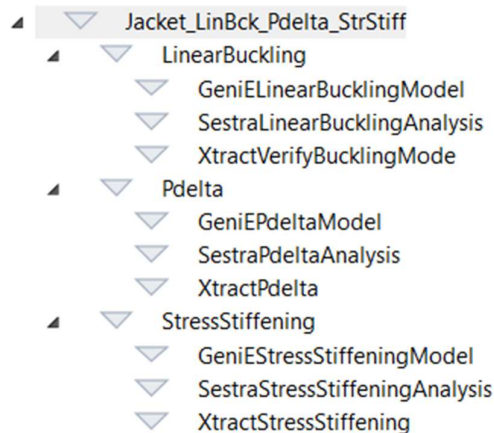 Jacket_LinBck_Pdelta_StrStiff
LinearBuckling
GeniELinearBucklingModel
SestraLinearBucklingAnalysis
XtractVerifyBucklingMode
Pdelta
GeniEPdeltaModel
SestraPdeltaAnalysis
XtractPdelta
StressStiffening
GeniEStressStiffeningModel
SestraStressStiffeningAnalysis
XtractStressStiffening